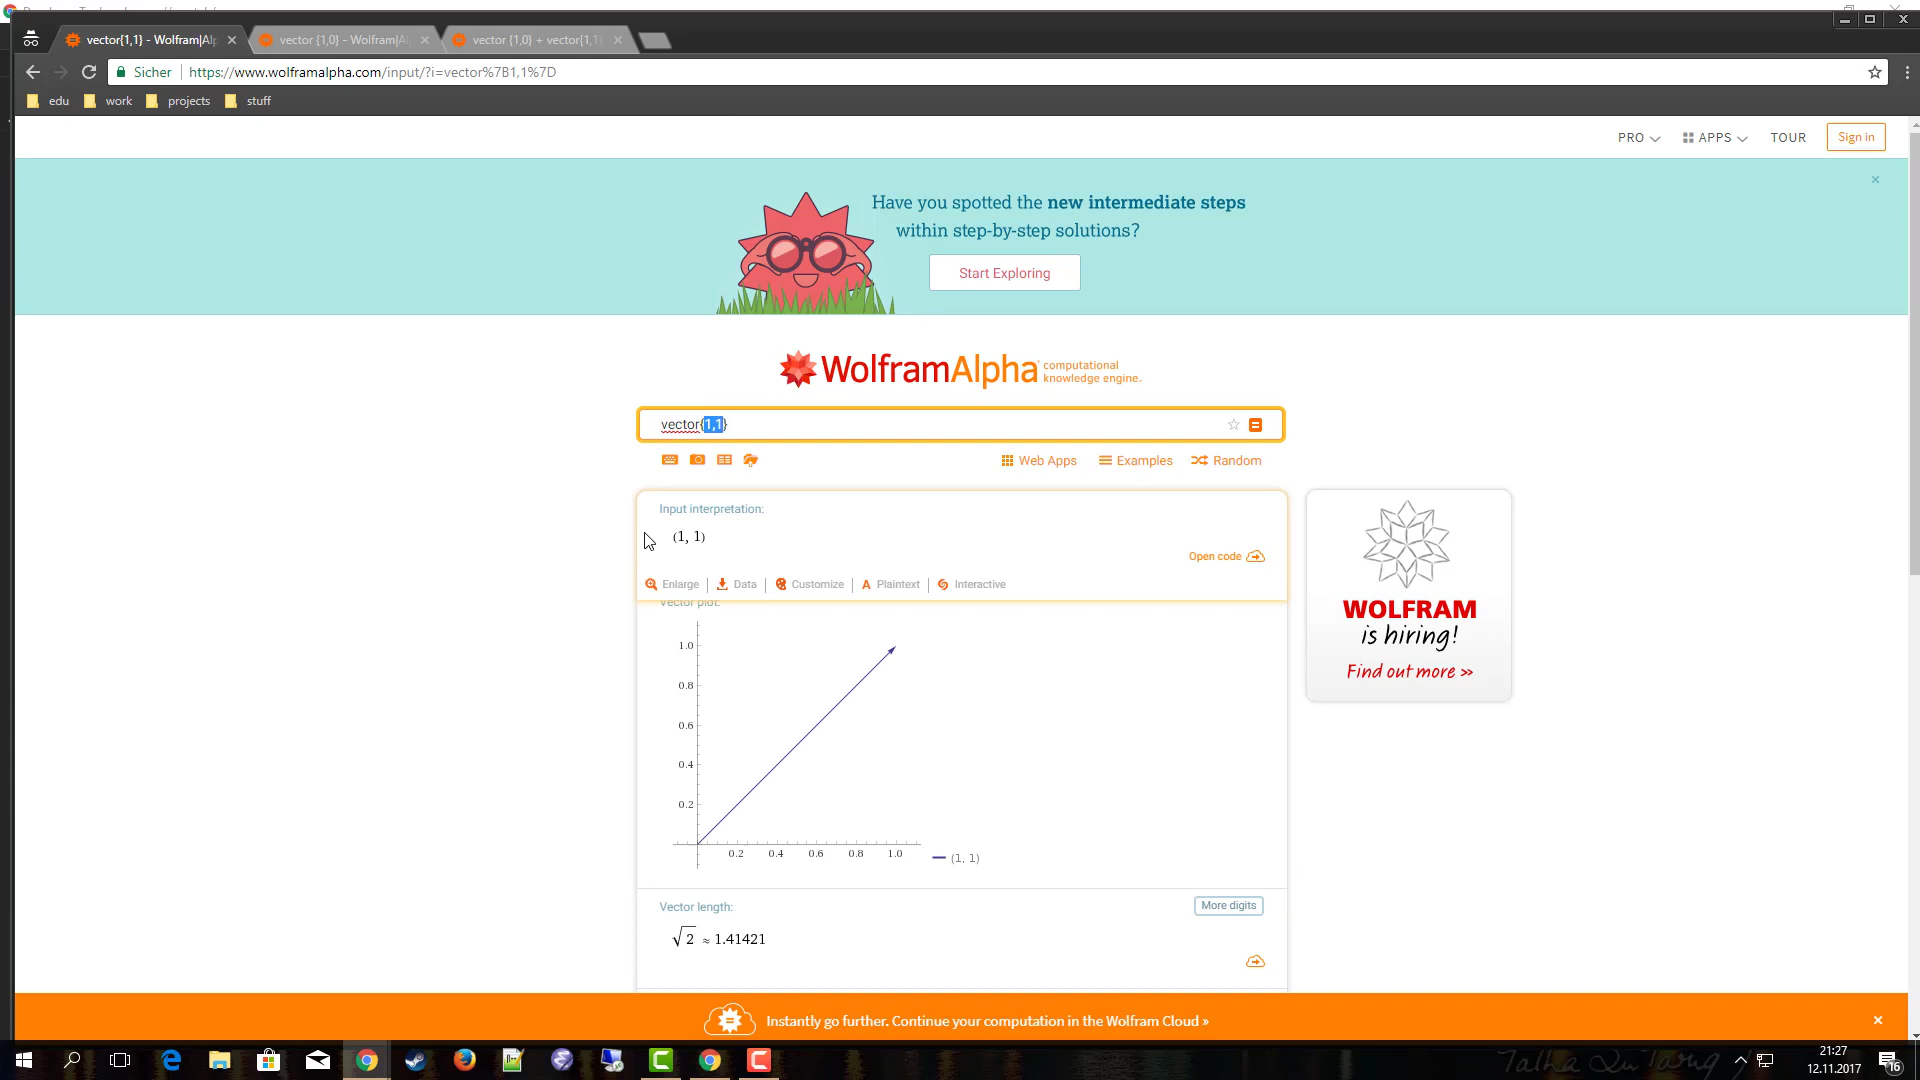 vector{1,1} - Wolfram|Alp
vector {1,0} - Wolfram|Al
vector {1,0} + vector{1,1}
Sicher
https://www.wolframalpha.com/input/?i=vector%7B1,1%7D
edu
work
projects
stuff
PRO
APPS
TOUR
Sign in
Have you spotted the new intermediate steps
within step-by-step solutions?
Start Exploring
WolframAlpha computational
knowledge engine.
vector{1,1}
Web Apps
Examples
Random
Input interpretation:
(1, 1)
Open code
Enlarge
Data
Customize
A Plaintext
Interactive
Vector plot:
1.0
0.8
0.6
0.4
0.2
0.2 0.4 0.6 0.8 1.0
(1, 1)
WOLFRAM
is hiring!
Find out more »
Vector length:
More digits
√2 ≈ 1.41421
Instantly go further. Continue your computation in the Wolfram Cloud »
21:27
12.11.2017
16